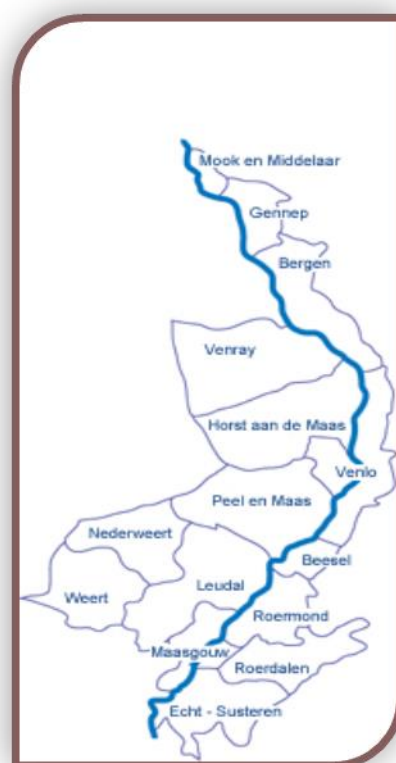 Mook en Middelaar
Gennep
Bergen
Venray
Horst aan de Maas
Venlo
Peel en Maas
Nederweert
Beesel
Leudal
Weert
Roermond
Maasgouw
Roerdalen
Echt - Susteren